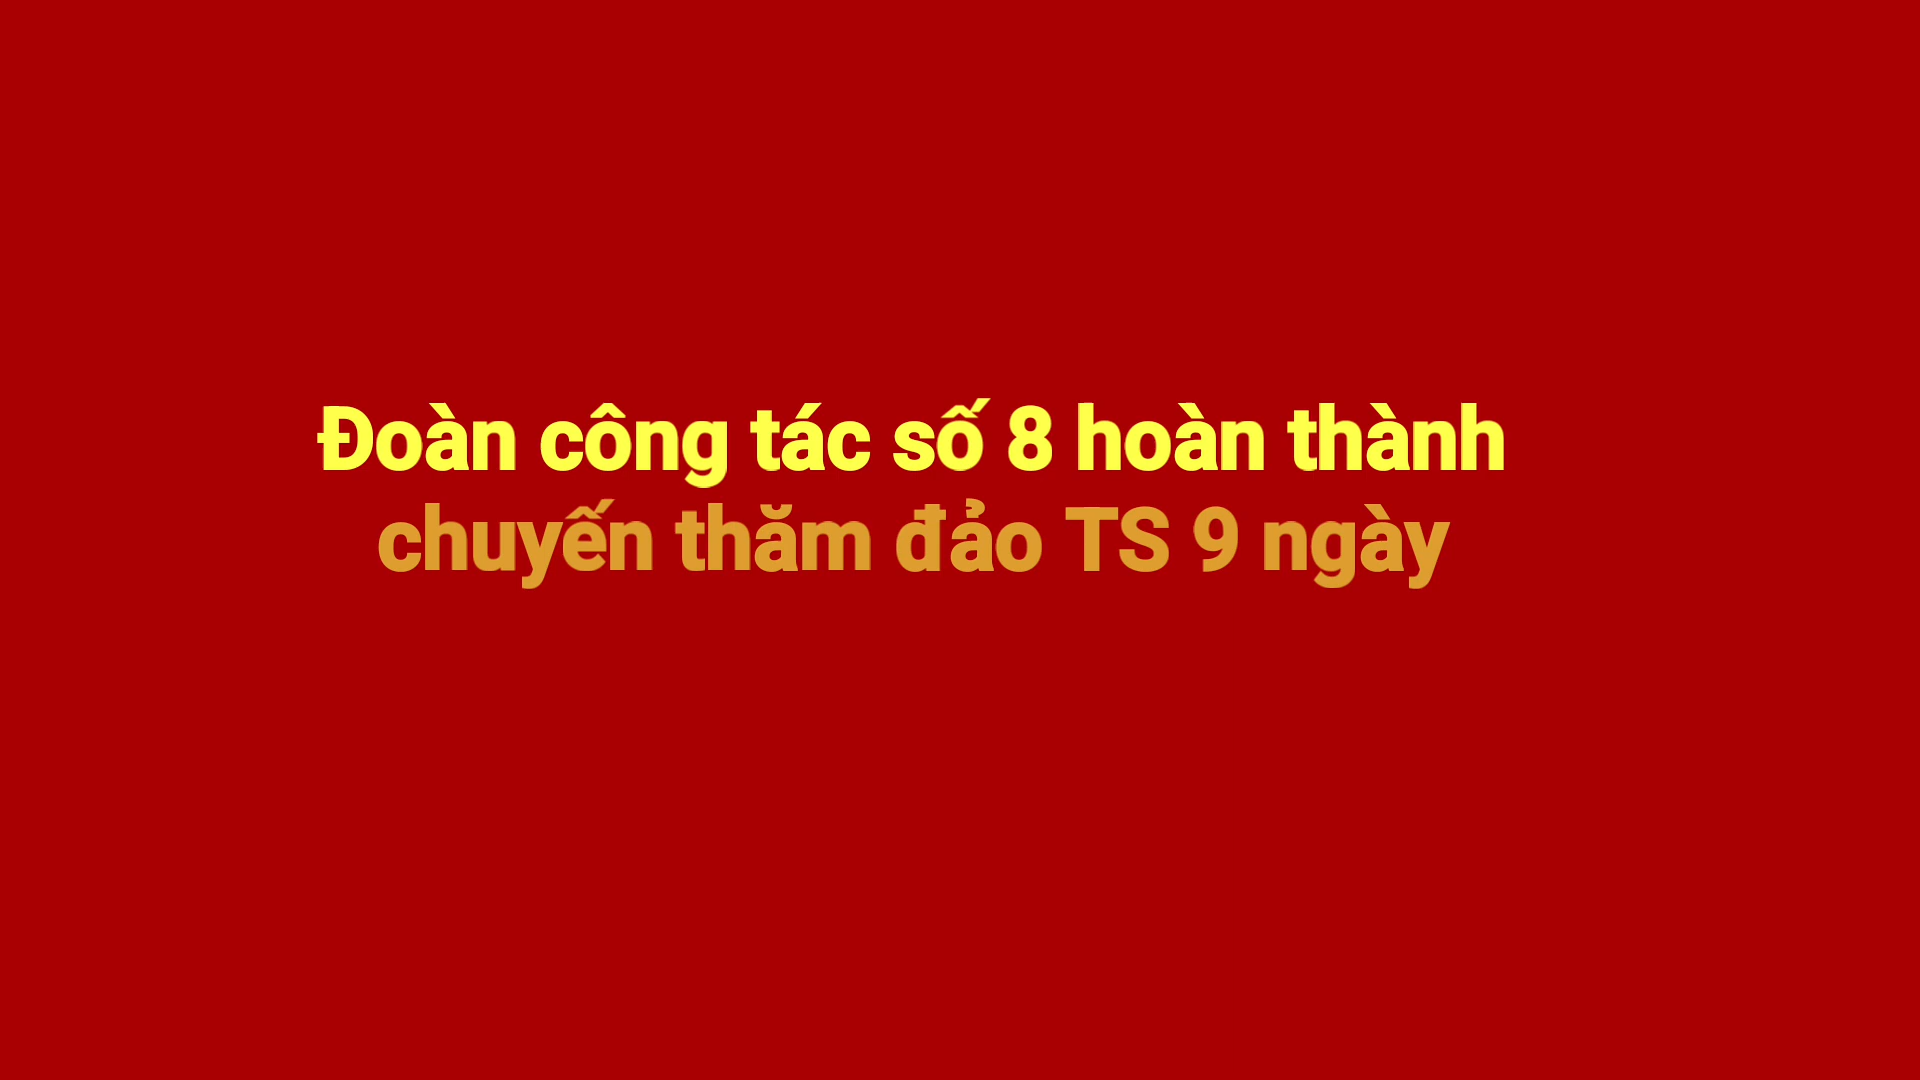 Đoàn công tác số 8 hoàn thành
chuyến thăm đảo TS 9 ngày